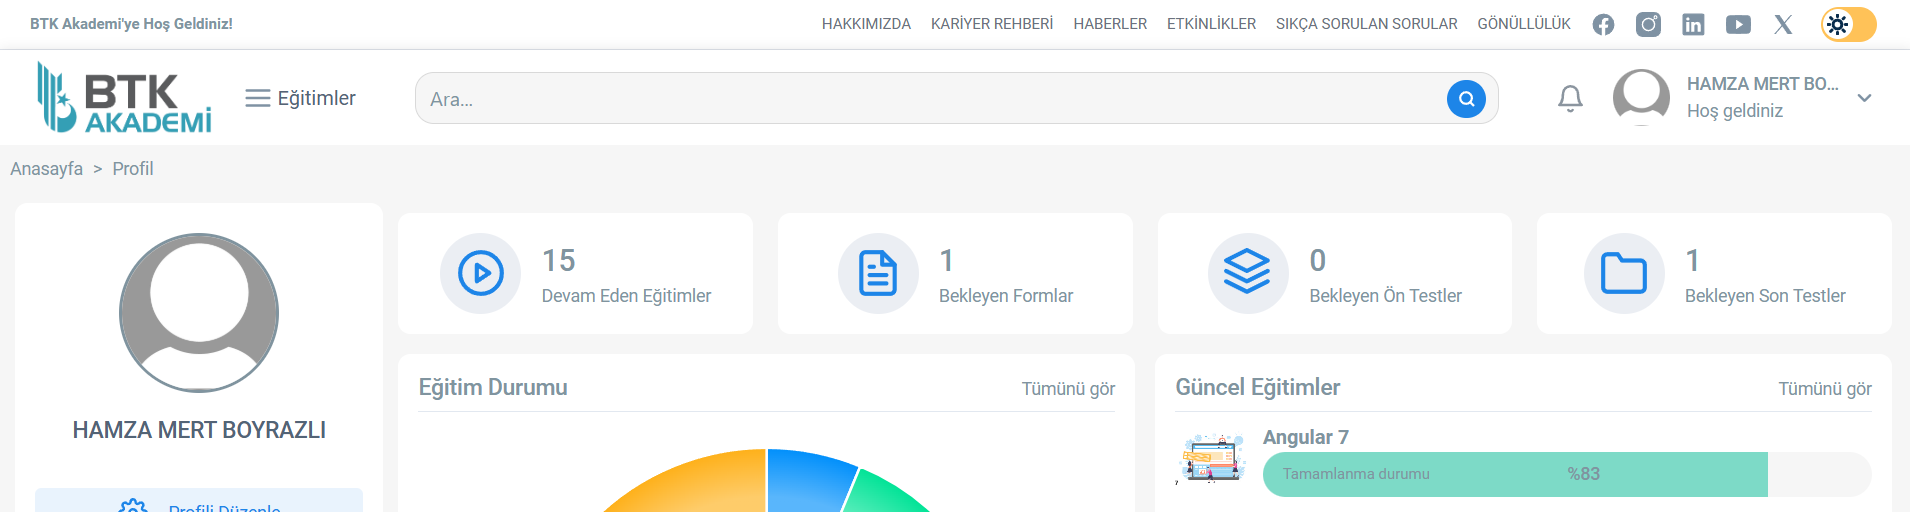 BTK Akademi'ye Hoş Geldiniz!
HAKKIMIZDA KARİYER REHBERİ HABERLER ETKİNLİKLER SIKÇA SORULAN SORULAR GÖNÜLLÜLÜK
BTK
AKADEMİ
Eğitimler
Ara...
HAMZA MERT BO...
Hoş geldiniz
Anasayfa > Profil
HAMZA MERT BOYRAZLI
Profili Düzenle
15
Devam Eden Eğitimler
1
Bekleyen Formlar
0
Bekleyen Ön Testler
1
Bekleyen Son Testler
Eğitim Durumu
Tümünü gör
Güncel Eğitimler
Tümünü gör
Angular 7
Tamamlanma durumu %83